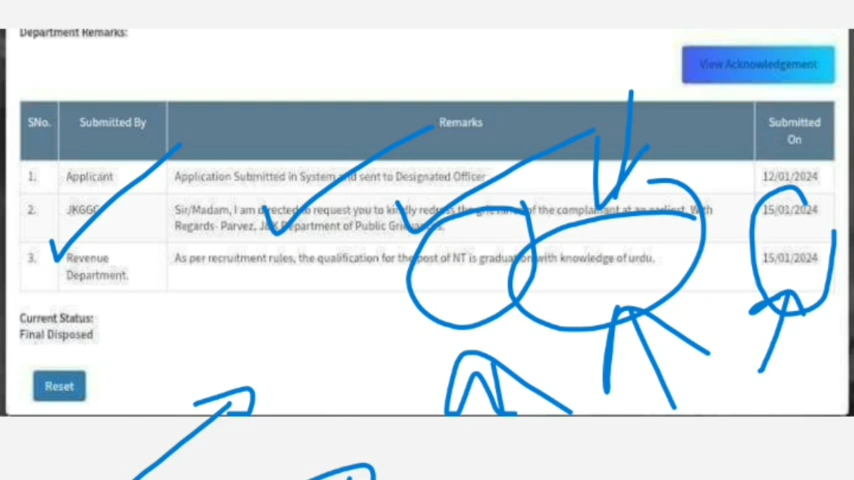 Department Remarks:
View Acknowledgement
SNo. Submitted By Remarks Submitted On
1. Applicant Application Submitted in System and sent to Designated Officer 12/01/2024
2. JKGGC Sir/Madam, I am directed to request you to kindly redress the of the complainant at an earliest. With 15/01/2024
Regards- Parvez, J&K Department of Public
3. Revenue As per recruitment rules, the qualification for the post of NT is graduation with knowledge of urdu. 15/01/2024
Department.
Current Status:
Final Disposed
Reset